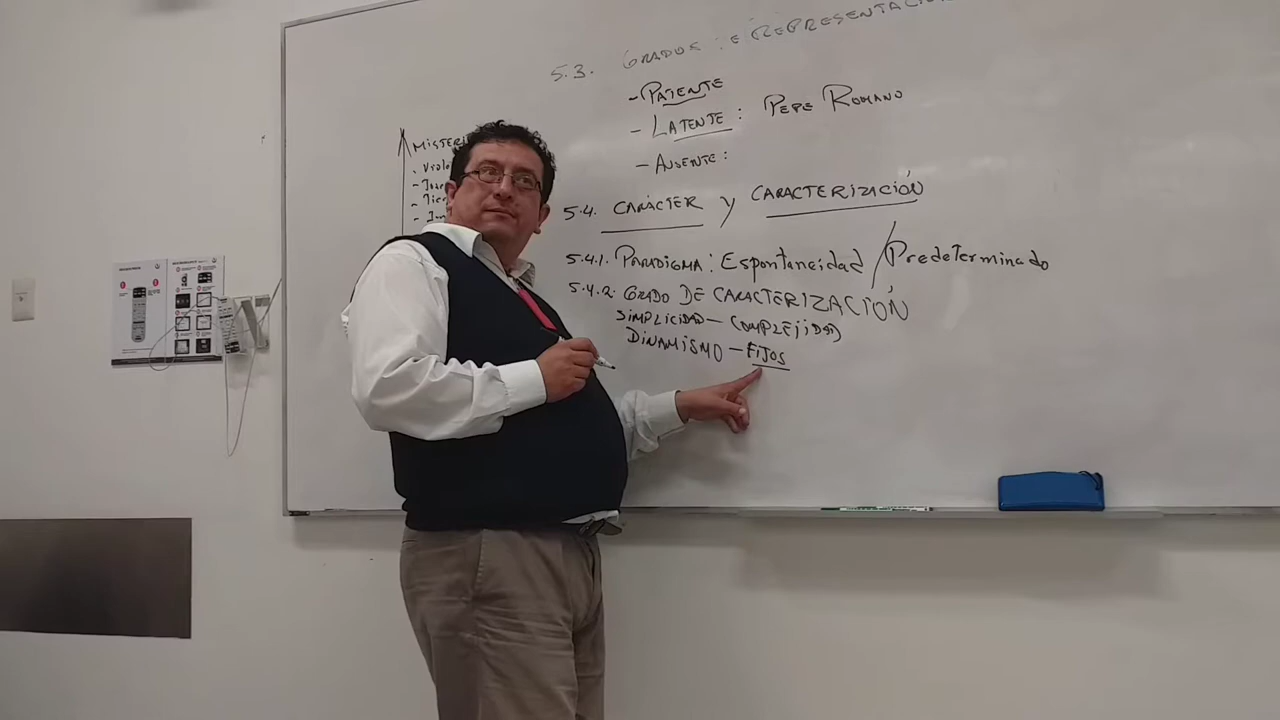 5.3. GRADOS DE REPRESENTACIÓ
- PATENTE
- LATENTE : PEPE ROMANO
- AUSENTE :
5.4. CARÁCTER y CARACTERIZACIÓN
5.4.1. PARADIGMA : Espontaneidad / Predeterminado
5.4.2. GRADO DE CARACTERIZACIÓN
SIMPLICIDAD - COMPLEJIDAD
DINAMISMO - FIJOS
MISTERI